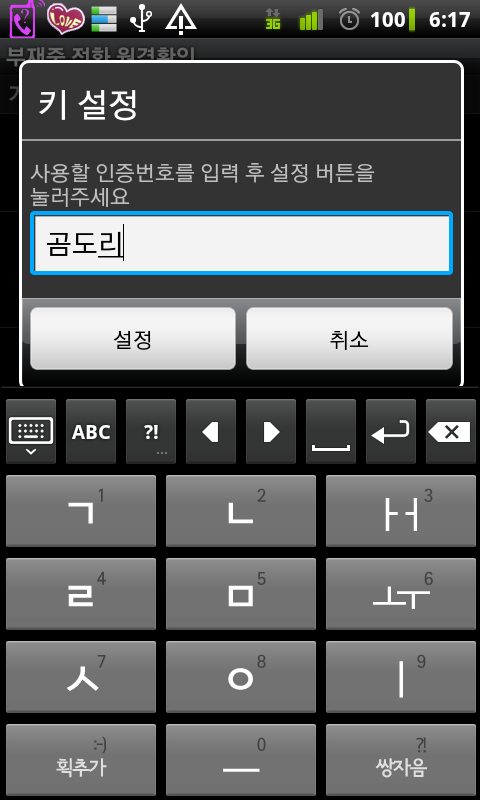 3G 100 6:17
부재중 전화 원격확인
키 설정
사용할 인증번호를 입력 후 설정 버튼을
눌러주세요
곰도리
설정 취소
ABC ?! ...
ㄱ 1 ㄴ 2 ㅏㅓ 3
ㄹ 4 ㅁ 5 ㅗㅜ 6
ㅅ 7 ㅇ 8 ㅣ 9
:-) 0 ?!
획추가 ㅡ 쌍자음